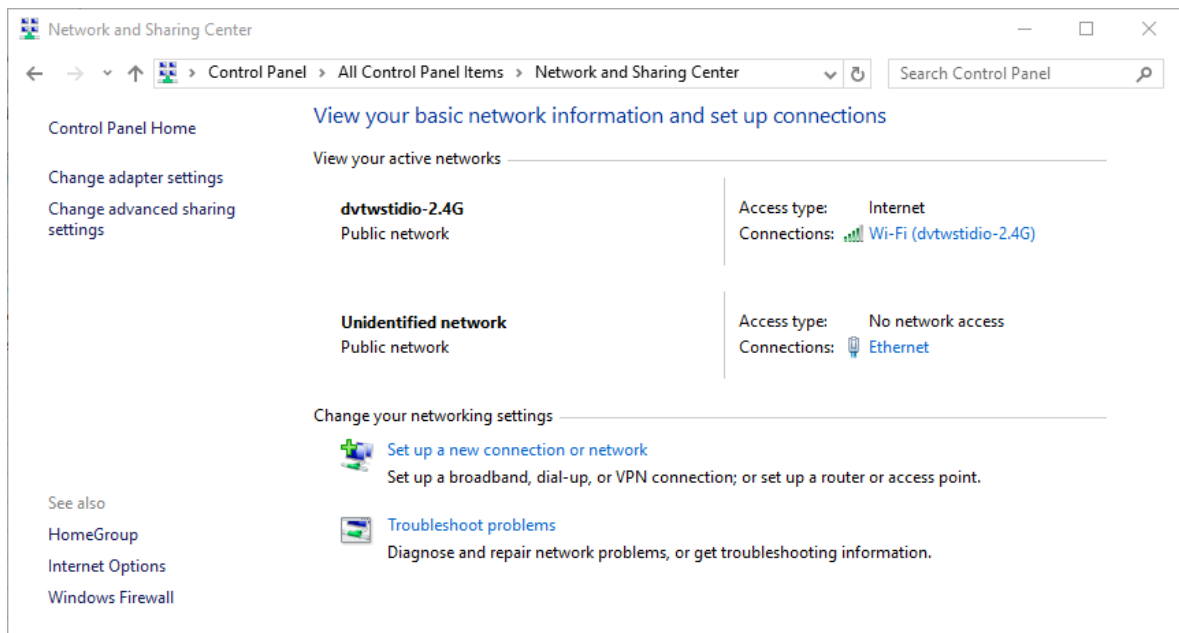 Network and Sharing Center
Control Panel > All Control Panel Items > Network and Sharing Center
Search Control Panel
Control Panel Home
Change adapter settings
Change advanced sharing
settings
View your basic network information and set up connections
View your active networks
dvtwstidio-2.4G
Public network
Access type: Internet
Connections: Wi-Fi (dvtwstidio-2.4G)
Unidentified network
Public network
Access type: No network access
Connections: Ethernet
Change your networking settings
Set up a new connection or network
Set up a broadband, dial-up, or VPN connection; or set up a router or access point.
Troubleshoot problems
Diagnose and repair network problems, or get troubleshooting information.
See also
HomeGroup
Internet Options
Windows Firewall